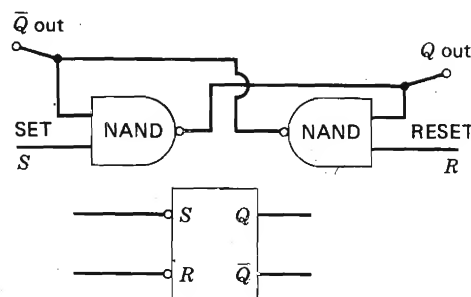 Q̅ out
Q out
SET
NAND
NAND
RESET
S
R
S Q
R Q̅